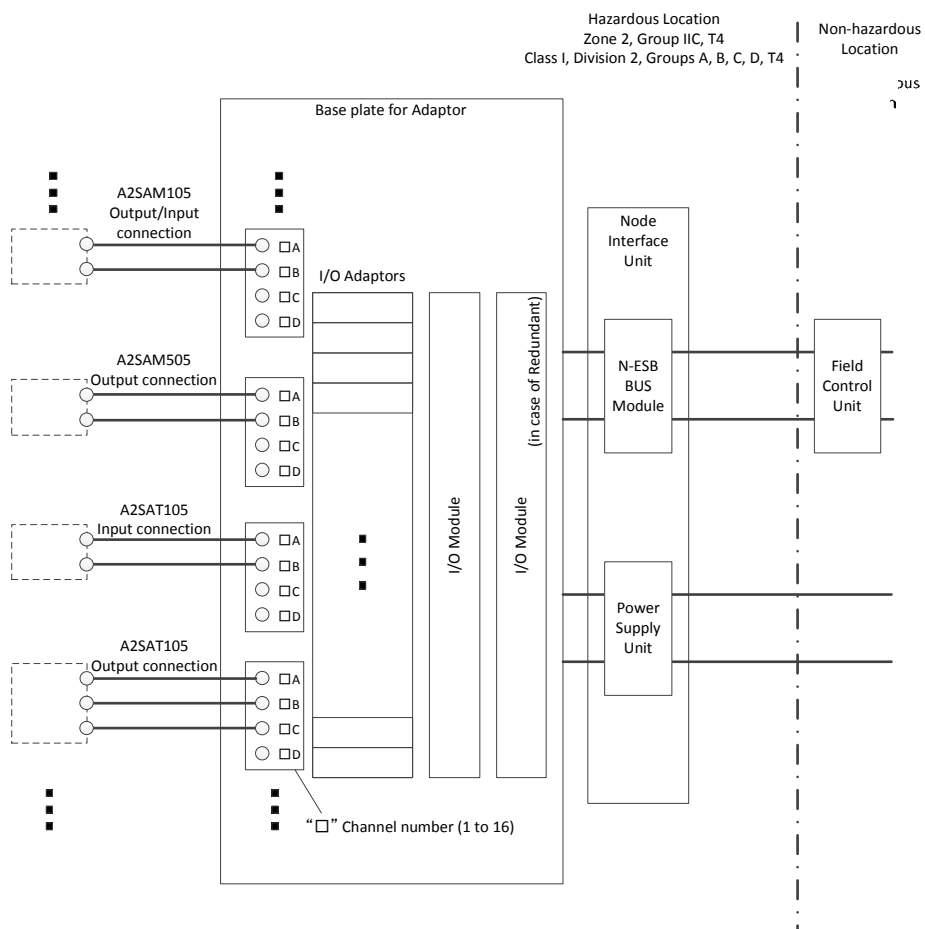 Hazardous Location
Zone 2, Group IIC, T4
Class I, Division 2, Groups A, B, C, D, T4
Non-hazardous
Location
Base plate for Adaptor
A2SAM105
Output/Input
connection
□A
□B
□C
□D
I/O Adaptors
Node
Interface
Unit
A2SAM505
Output connection
□A
□B
□C
□D
(in case of Redundant)
I/O Module
I/O Module
N-ESB
BUS
Module
Field
Control
Unit
A2SAT105
Input connection
□A
□B
□C
□D
Power
Supply
Unit
A2SAT105
Output connection
□A
□B
□C
□D
“□” Channel number (1 to 16)